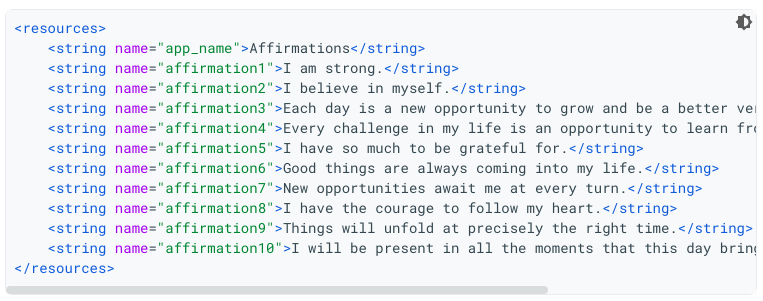 <resources>
    <string name="app_name">Affirmations</string>
    <string name="affirmation1">I am strong.</string>
    <string name="affirmation2">I believe in myself.</string>
    <string name="affirmation3">Each day is a new opportunity to grow and be a better
    <string name="affirmation4">Every challenge in my life is an opportunity to learn
    <string name="affirmation5">I have so much to be grateful for.</string>
    <string name="affirmation6">Good things are always coming into my life.</string>
    <string name="affirmation7">New opportunities await me at every turn.</string>
    <string name="affirmation8">I have the courage to follow my heart.</string>
    <string name="affirmation9">Things will unfold at precisely the right time.</string>
    <string name="affirmation10">I will be present in all the moments that this day
</resources>